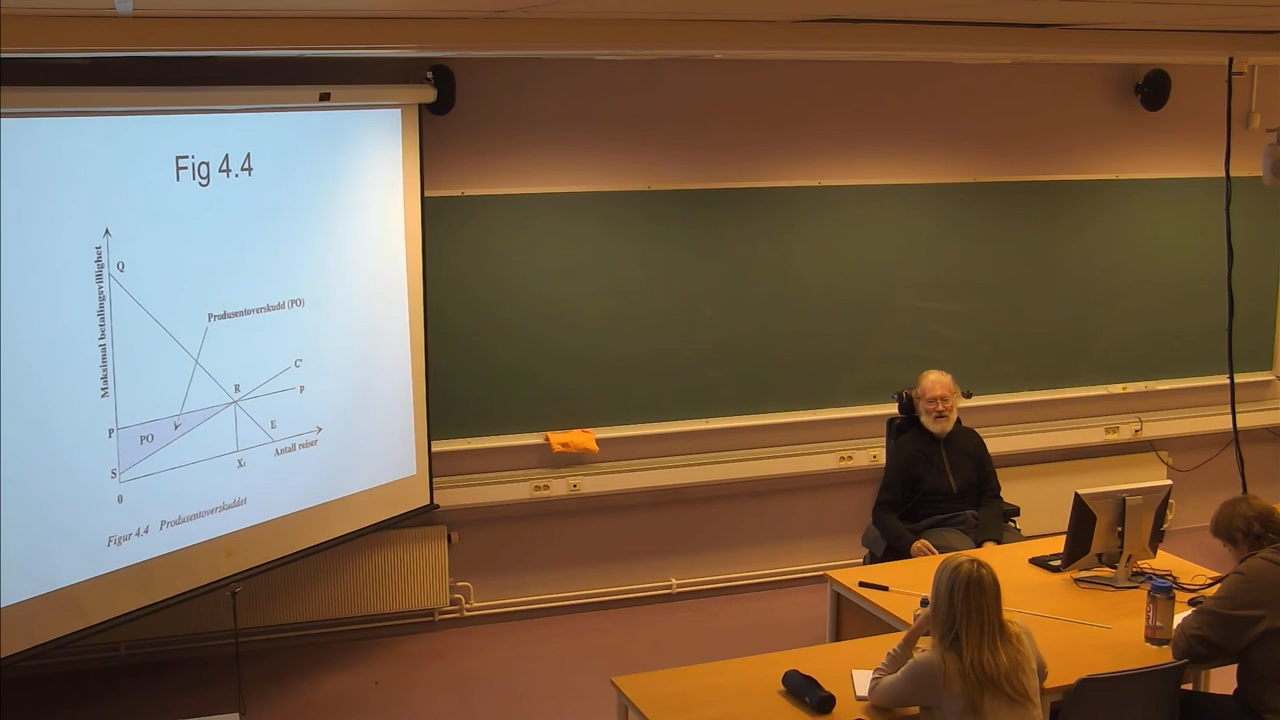 Fig 4.4
Maksimal betalingsvillighet
Q
Produsentoverskudd (PO)
C'
R
P
P
PO
E
S
Antall reiser
X₁
0
Figur 4.4 Produsentoverskuddet